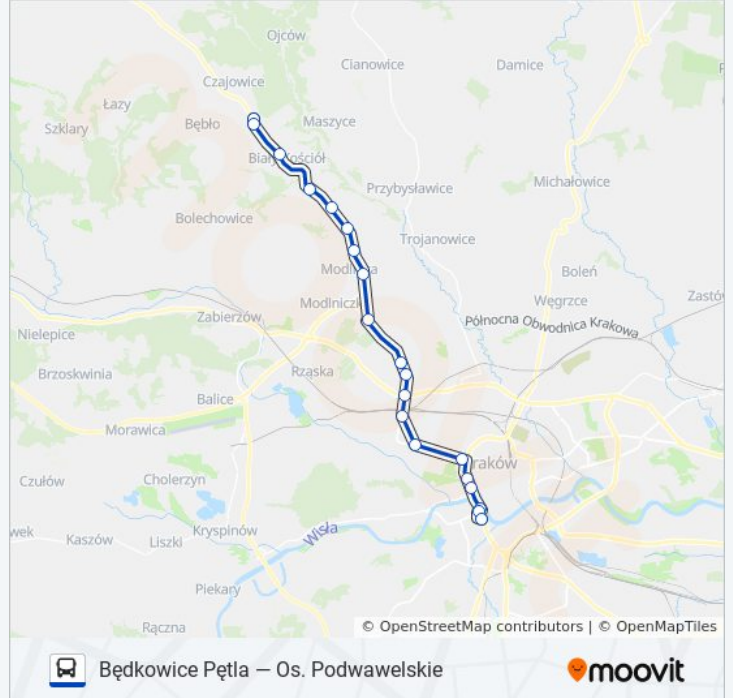 Ojców
Cianowice
Damice
Czajowice
Łazy
Szklary
Bębło
Maszyce
Biały Kościół
Przybysławice
Michałowice
Bolechowice
Trojanowice
Modlnica
Boleń
Modlniczka
Węgrzce
Zabierzów
Północna Obwodnica Krakowa
Nielepice
Rząska
Brzoskwinia
Balice
Morawica
Kraków
Czułów
Cholerzyn
Kryspinów
Wisła
Kaszów
Liszki
Piekary
Rączna
© OpenStreetMap contributors | © OpenMapTiles
Będkowice Pętla — Os. Podwawelskie
moovit